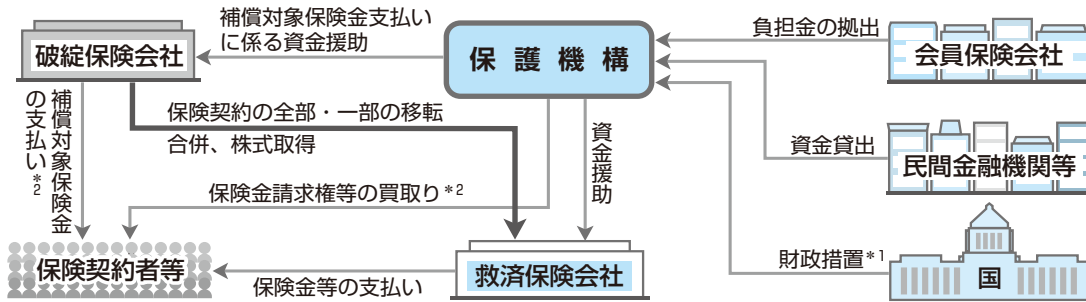 補償対象保険金支払い
に係る資金援助
破綻保険会社
保護機構
負担金の拠出
会員保険会社
補償対象保険金
の支払い*2
保険契約の全部・一部の移転
合併、株式取得
資金援助
資金貸出
民間金融機関等
保険金請求権等の買取り*2
保険契約者等
保険金等の支払い
救済保険会社
財政措置*1
国